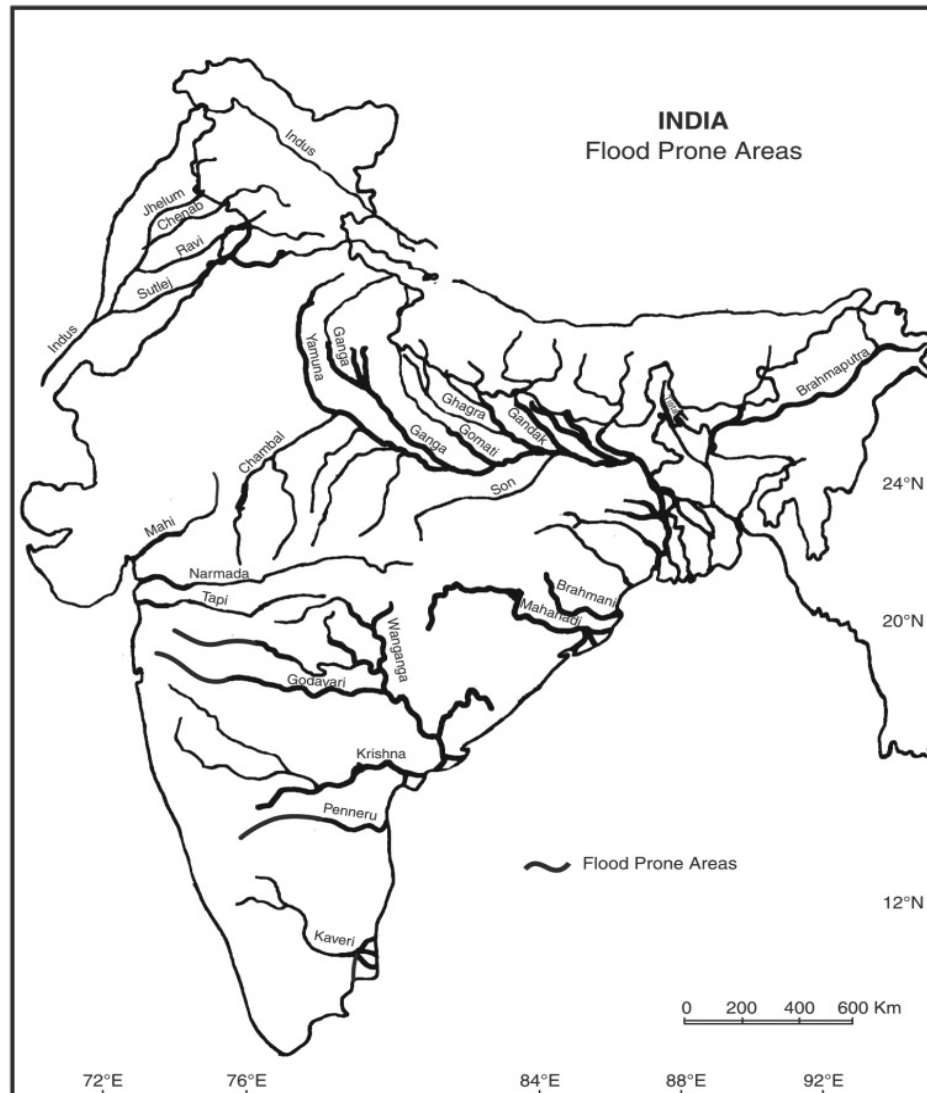 INDIA
Flood Prone Areas
Indus
Jhelum
Chenab
Ravi
Sutlej
Indus
Yamuna
Ganga
Brahmaputra
Tista
Ghagra
Gandak
Gomati
Ganga
Chambal
Son
24°N
Mahi
Narmada
Tapi
Brahmani
Mahanadi
20°N
Wanganga
Godavari
Krishna
Penneru
Flood Prone Areas
12°N
Kaveri
0 200 400 600 Km
72°E 76°E 84°E 88°E 92°E